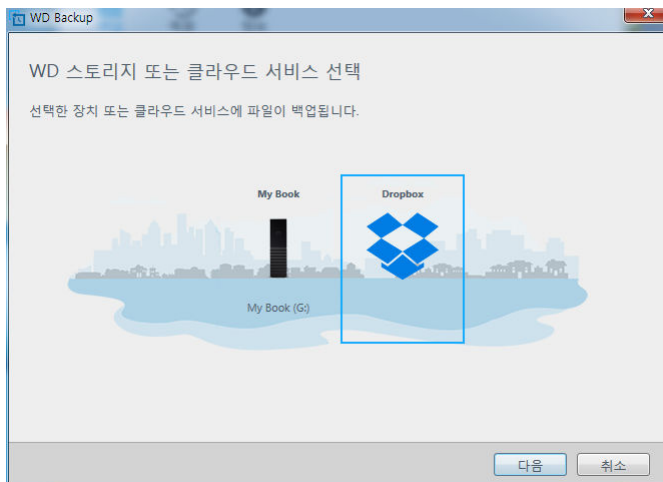 WD Backup
WD 스토리지 또는 클라우드 서비스 선택
선택한 장치 또는 클라우드 서비스에 파일이 백업됩니다.
My Book
Dropbox
My Book (G:)
다음
취소